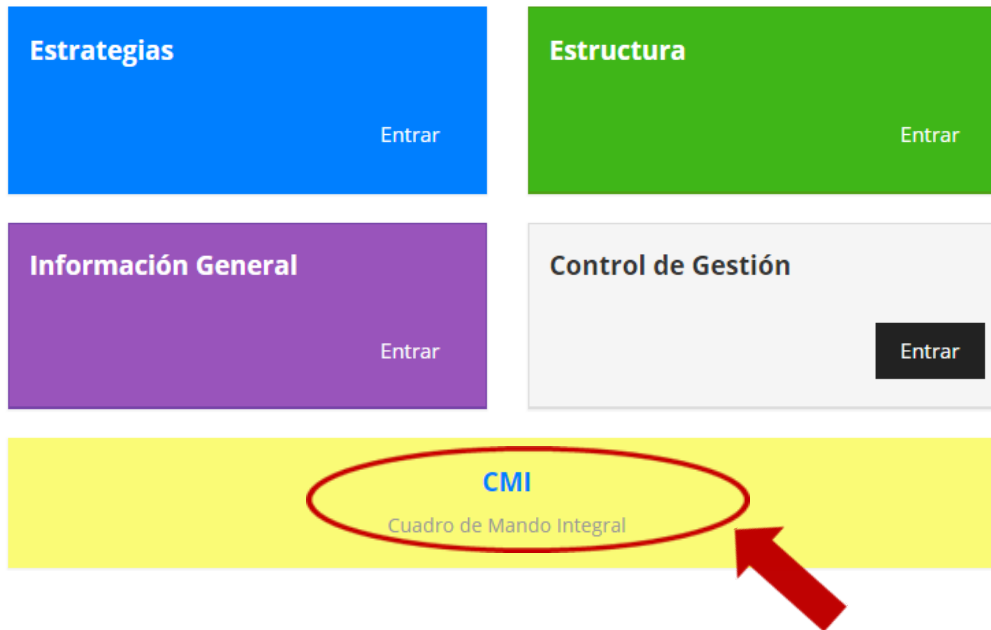 Estrategias
Entrar
Estructura
Entrar
Información General
Entrar
Control de Gestión
Entrar
CMI
Cuadro de Mando Integral